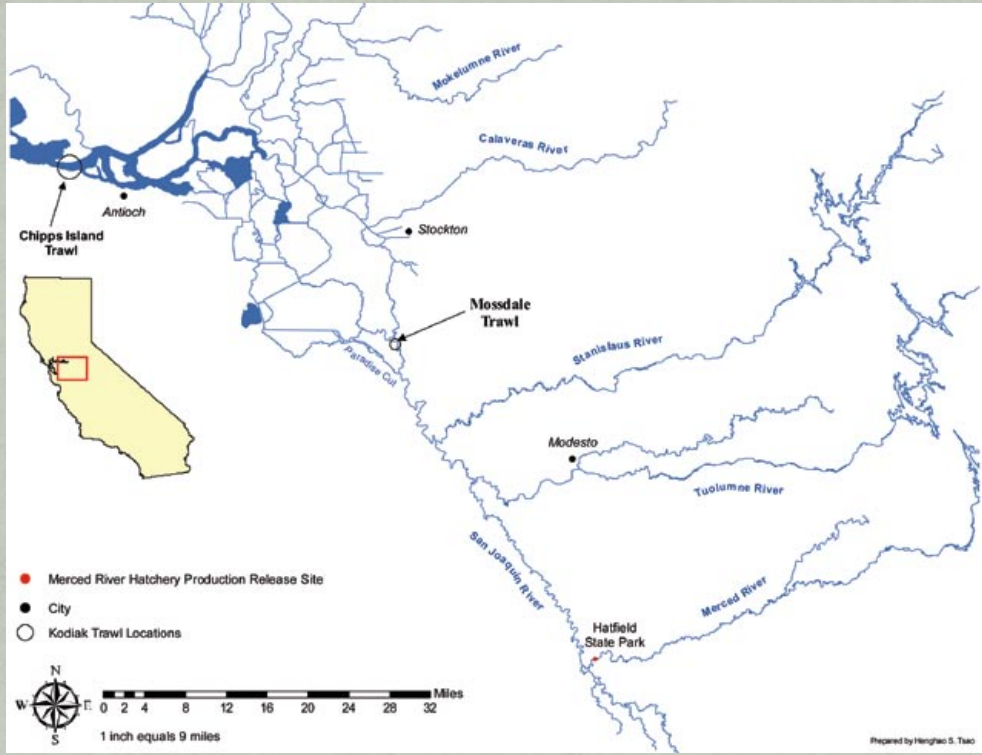 Mokelumne River
Calaveras River
Antioch
Chipps Island
Trawl
Stockton
Mossdale
Trawl
Paradise Cut
Stanislaus River
Modesto
Tuolumne River
San Joaquin River
Merced River
Hatfield
State Park
Merced River Hatchery Production Release Site
City
Kodiak Trawl Locations
N
W E
S
0 2 4 8 12 16 20 24 28 32
Miles
1 inch equals 9 miles
Prepared by Henghao S. Tsao